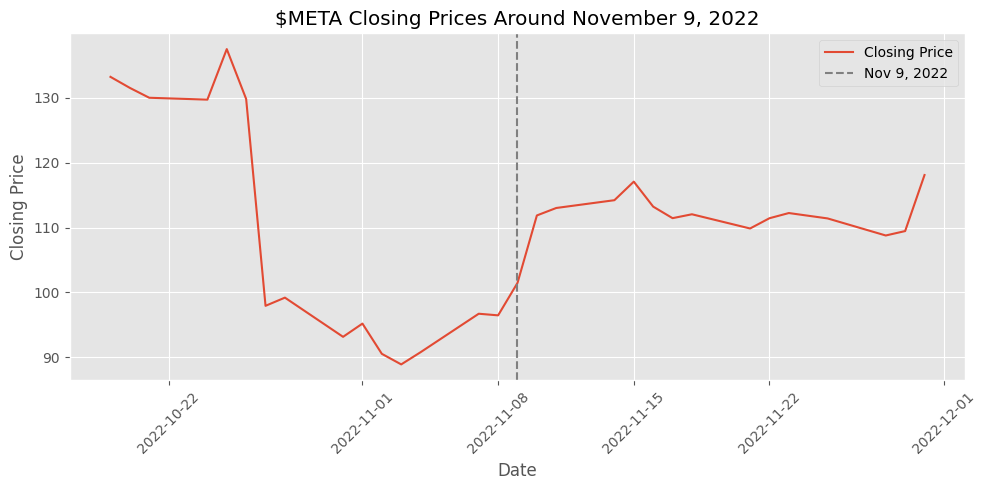 $META Closing Prices Around November 9, 2022
Closing Price
Nov 9, 2022
Closing Price
130
120
110
100
90
2022-10-22
2022-11-01
2022-11-08
2022-11-15
2022-11-22
2022-12-01
Date